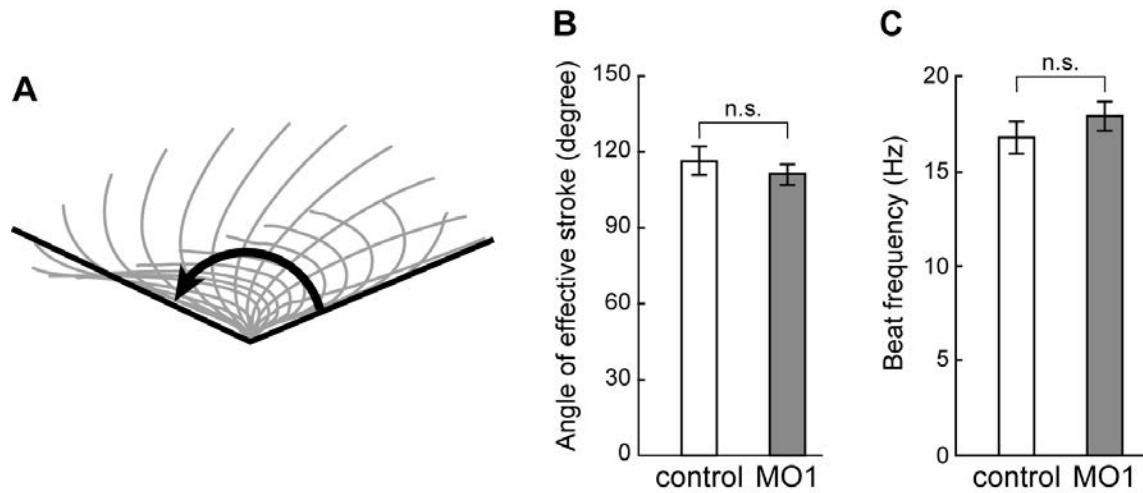 A
B
Angle of effective stroke (degree)
150
120
90
60
30
0
n.s.
control MO1
C
Beat frequency (Hz)
20
15
10
5
0
n.s.
control MO1